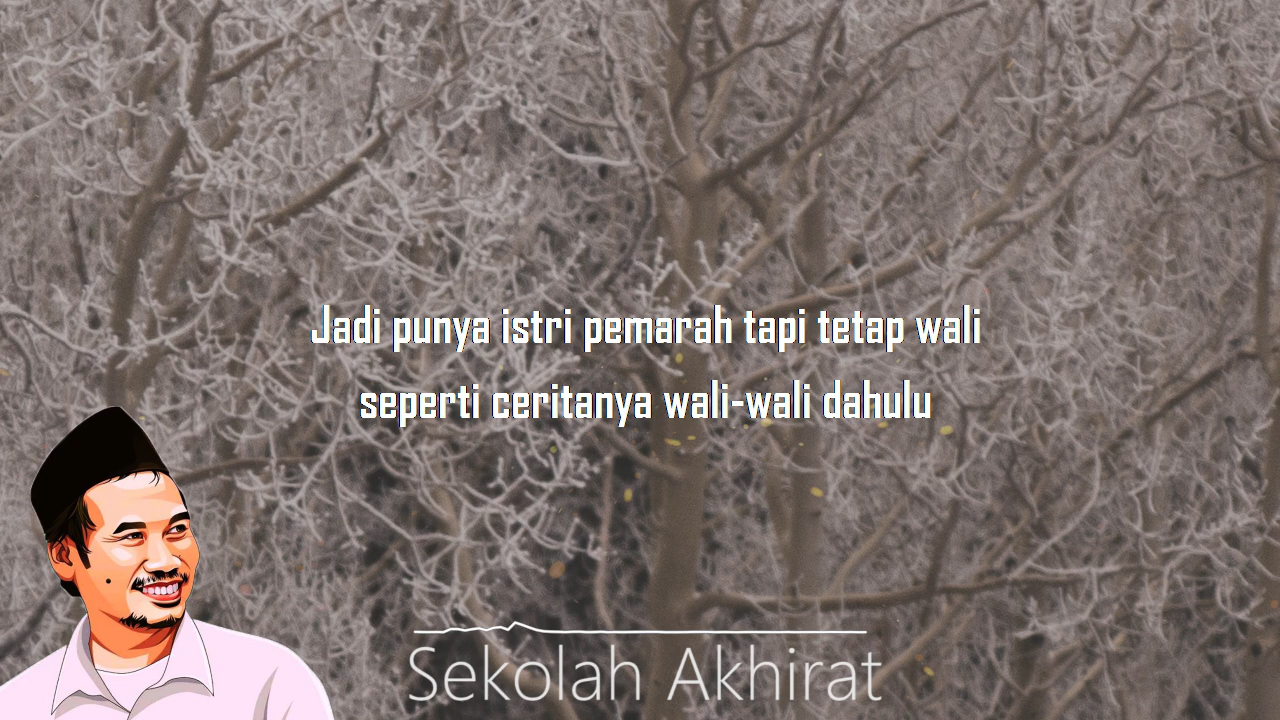 Jadi punya istri pemarah tapi tetap wali
seperti ceritanya wali-wali dahulu
Sekolah Akhirat